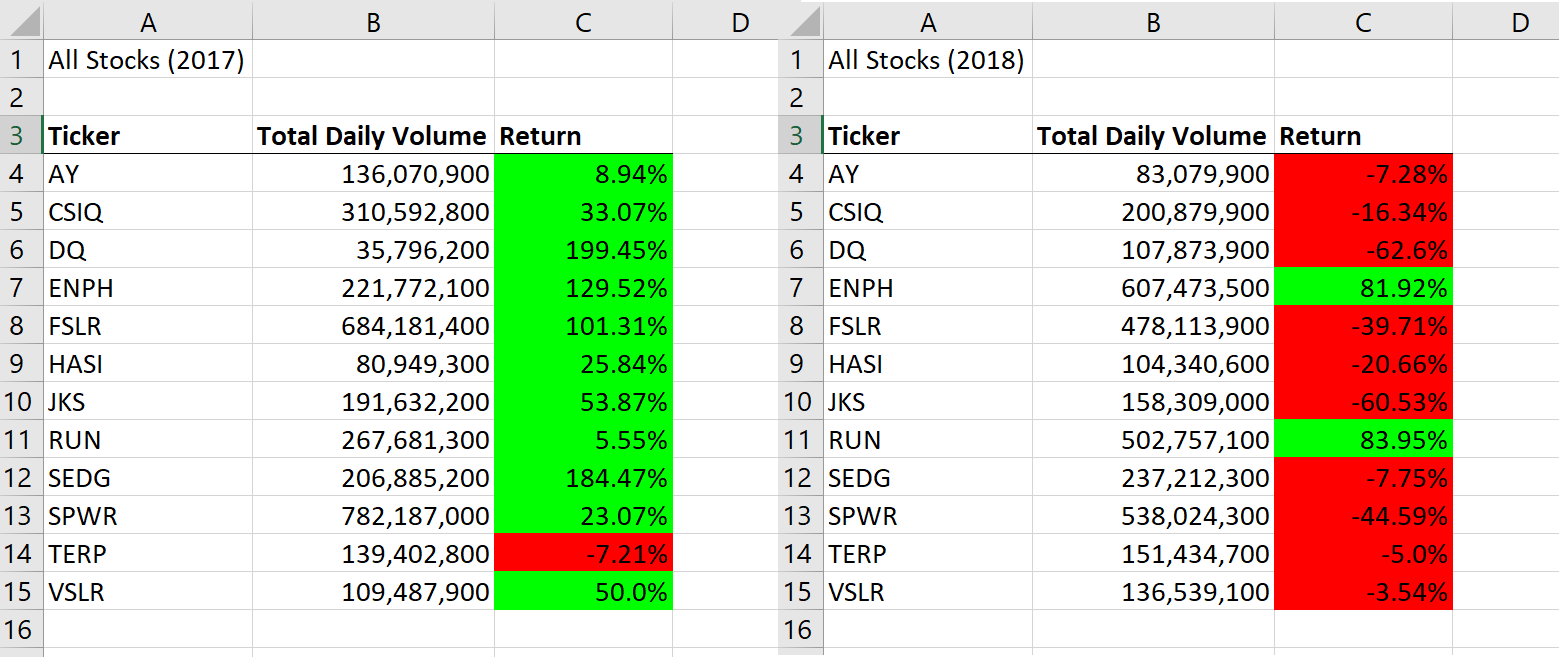 A B C D A B C D
1 All Stocks (2017) 1 All Stocks (2018)
2 2
3 Ticker Total Daily Volume Return 3 Ticker Total Daily Volume Return
4 AY 136,070,900 8.94% 4 AY 83,079,900 -7.28%
5 CSIQ 310,592,800 33.07% 5 CSIQ 200,879,900 -16.34%
6 DQ 35,796,200 199.45% 6 DQ 107,873,900 -62.6%
7 ENPH 221,772,100 129.52% 7 ENPH 607,473,500 81.92%
8 FSLR 684,181,400 101.31% 8 FSLR 478,113,900 -39.71%
9 HASI 80,949,300 25.84% 9 HASI 104,340,600 -20.66%
10 JKS 191,632,200 53.87% 10 JKS 158,309,000 -60.53%
11 RUN 267,681,300 5.55% 11 RUN 502,757,100 83.95%
12 SEDG 206,885,200 184.47% 12 SEDG 237,212,300 -7.75%
13 SPWR 782,187,000 23.07% 13 SPWR 538,024,300 -44.59%
14 TERP 139,402,800 -7.21% 14 TERP 151,434,700 -5.0%
15 VSLR 109,487,900 50.0% 15 VSLR 136,539,100 -3.54%
16 16